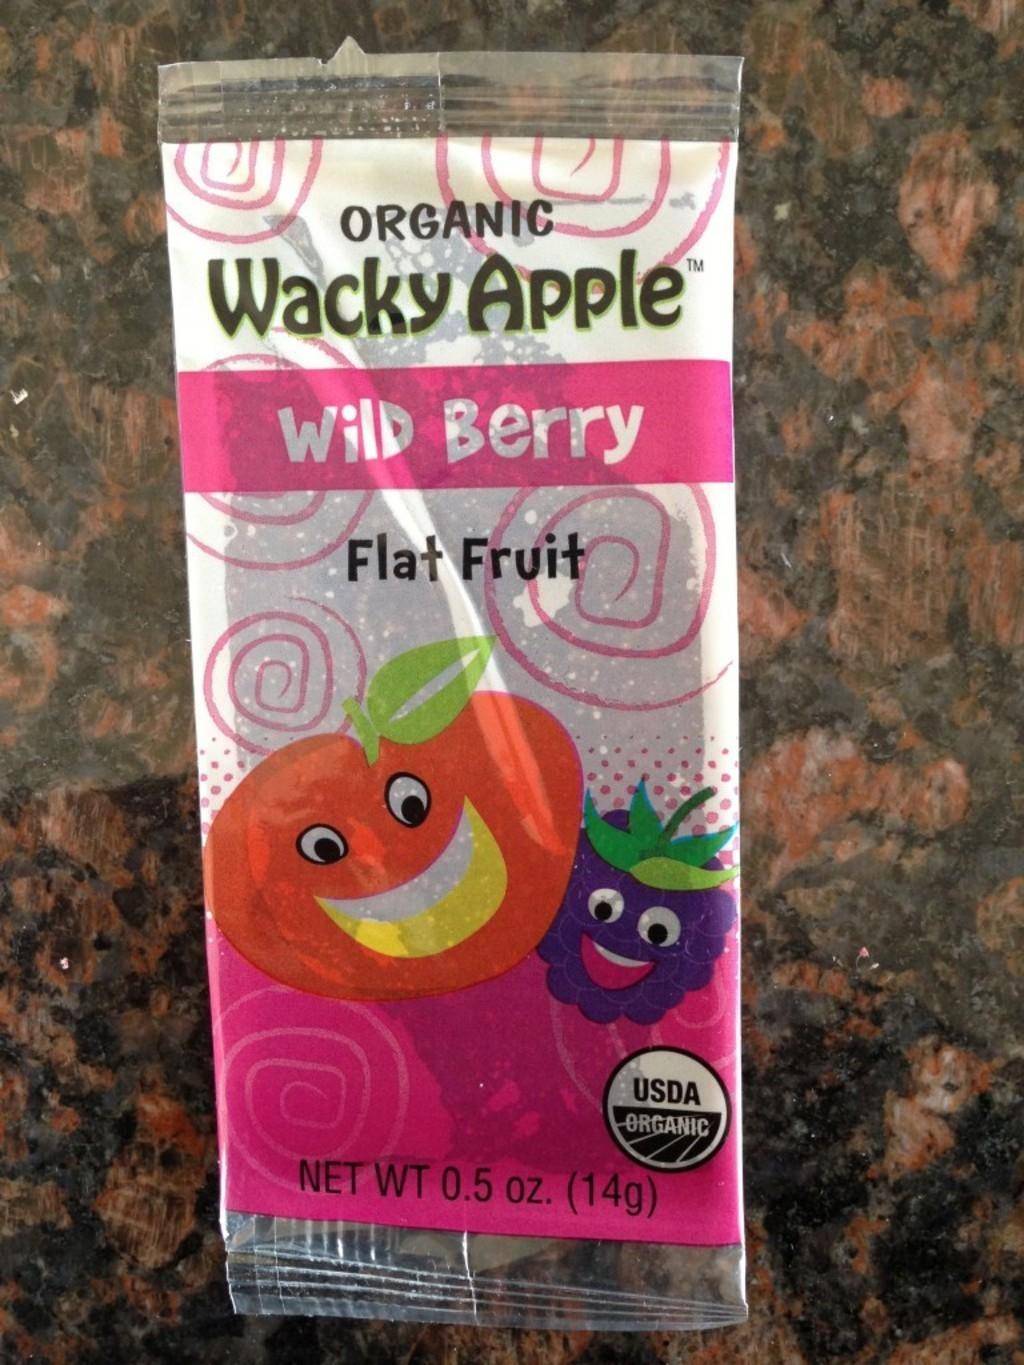 ORGANIC
Wacky Apple™
Wild Berry
Flat Fruit
USDA
ORGANIC
NET WT 0.5 oz. (14g)